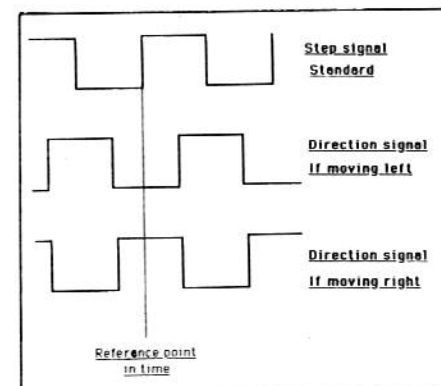 Step signal
Standard
Direction signal
If moving left
Direction signal
If moving right
Reference point
in time